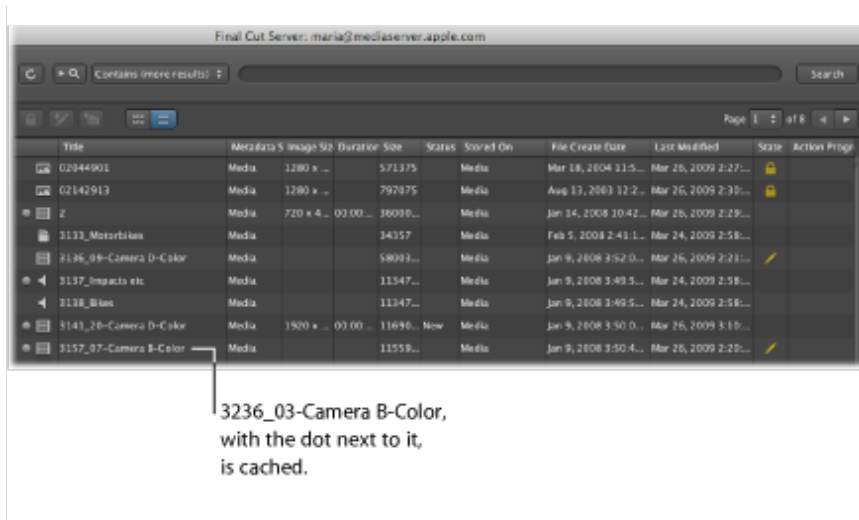 Final Cut Server: maria@mediaserver.apple.com
Contains (more results) Search
Page 1 of 8
Title Metadata S Image Siz Duration Size Status Stored On File Create Date Last Modified State Action Progr
02044901 Media 1280 x ... 571375 Media Mar 18, 2004 11:5... Mar 26, 2009 2:27:...
02142913 Media 1280 x ... 797075 Media Aug 13, 2003 12:2... Mar 26, 2009 2:30:...
2 Media 720 x 4... 00:00:... 36000... Media Jan 14, 2008 10:42... Mar 26, 2009 2:29:...
3133_Motorbikes Media 34357 Media Feb 5, 2008 2:41:1... Mar 24, 2009 2:58:...
3136_09-Camera D-Color Media 58003... Media Jan 9, 2008 3:52:0... Mar 26, 2009 2:21:...
3137_Impacts etc Media 11347... Media Jan 9, 2008 3:49:5... Mar 24, 2009 2:58:...
3138_Bikes Media 11347... Media Jan 9, 2008 3:49:5... Mar 24, 2009 2:58:...
3141_20-Camera D-Color Media 1920 x ... 00:00:... 11690... New Media Jan 9, 2008 3:50:0... Mar 26, 2009 3:10:...
3157_07-Camera B-Color Media 11559... Media Jan 9, 2008 3:50:4... Mar 26, 2009 2:20:...
3236_03-Camera B-Color,
with the dot next to it,
is cached.